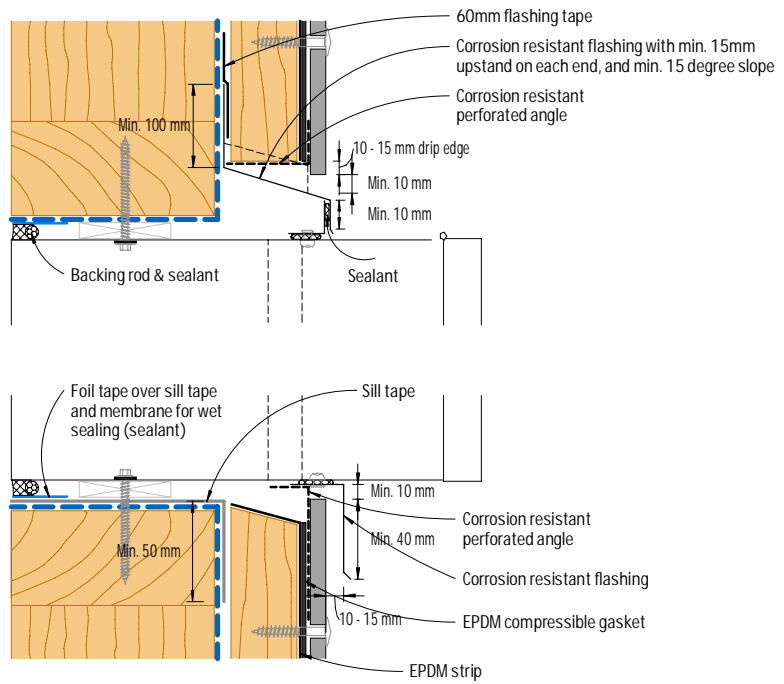 60mm flashing tape
Corrosion resistant flashing with min. 15mm
upstand on each end, and min. 15 degree slope
Corrosion resistant
perforated angle
Min. 100 mm
10 - 15 mm drip edge
Min. 10 mm
Min. 10 mm
Backing rod & sealant
Sealant
Foil tape over sill tape
and membrane for wet
sealing (sealant)
Sill tape
Min. 10 mm
Corrosion resistant
perforated angle
Min. 40 mm
Min. 50 mm
Corrosion resistant flashing
10 - 15 mm
EPDM compressible gasket
EPDM strip